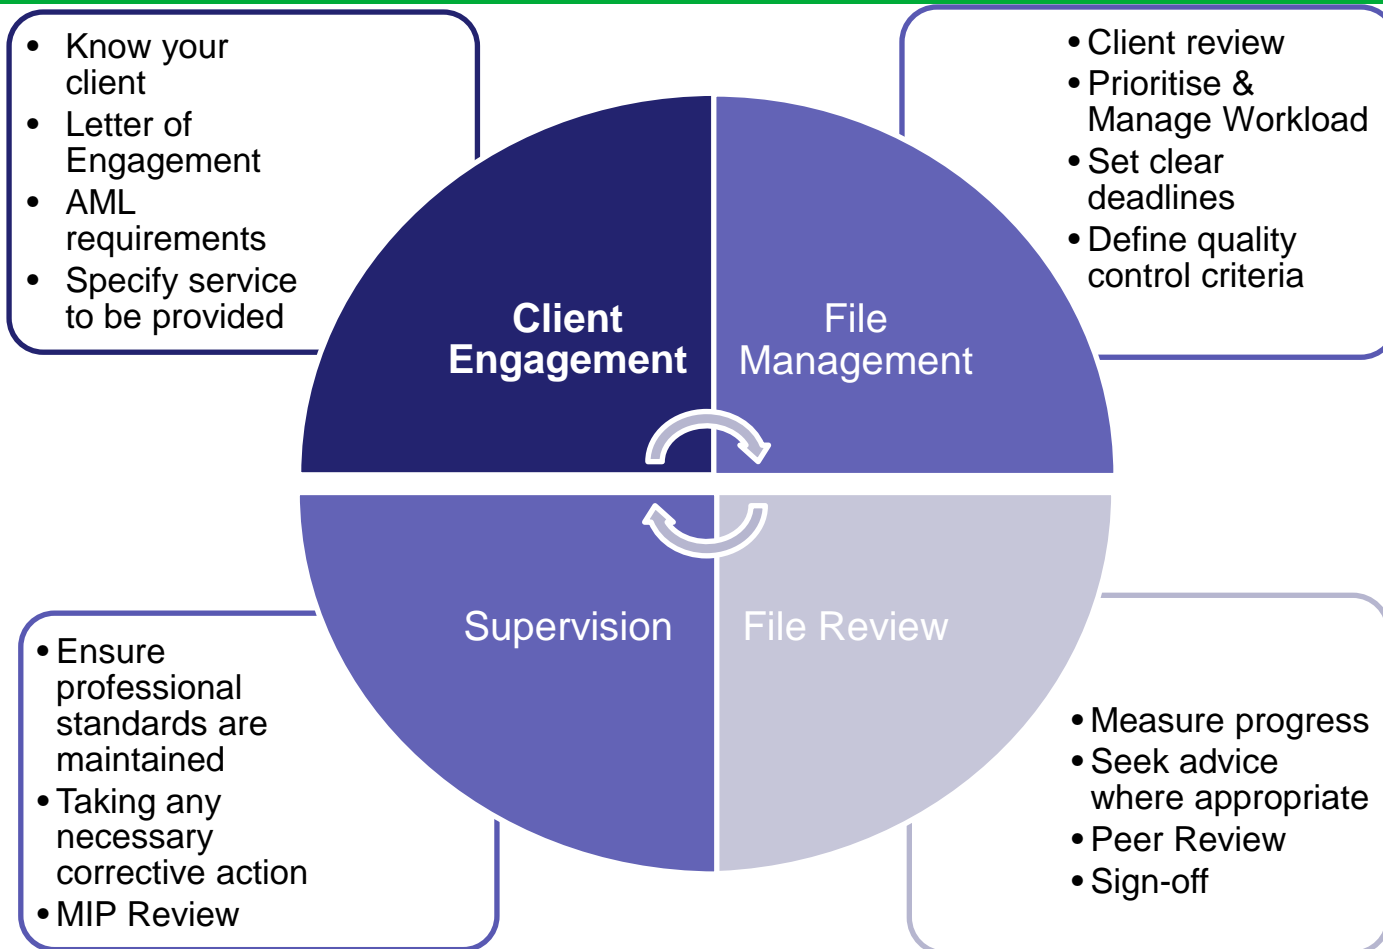 • Know your
client
• Letter of
Engagement
• AML
requirements
• Specify service
to be provided
• Client review
• Prioritise &
Manage Workload
• Set clear
deadlines
• Define quality
control criteria
Client
Engagement
File
Management
Supervision
File Review
• Ensure
professional
standards are
maintained
• Taking any
necessary
corrective action
• MIP Review
• Measure progress
• Seek advice
where appropriate
• Peer Review
• Sign-off